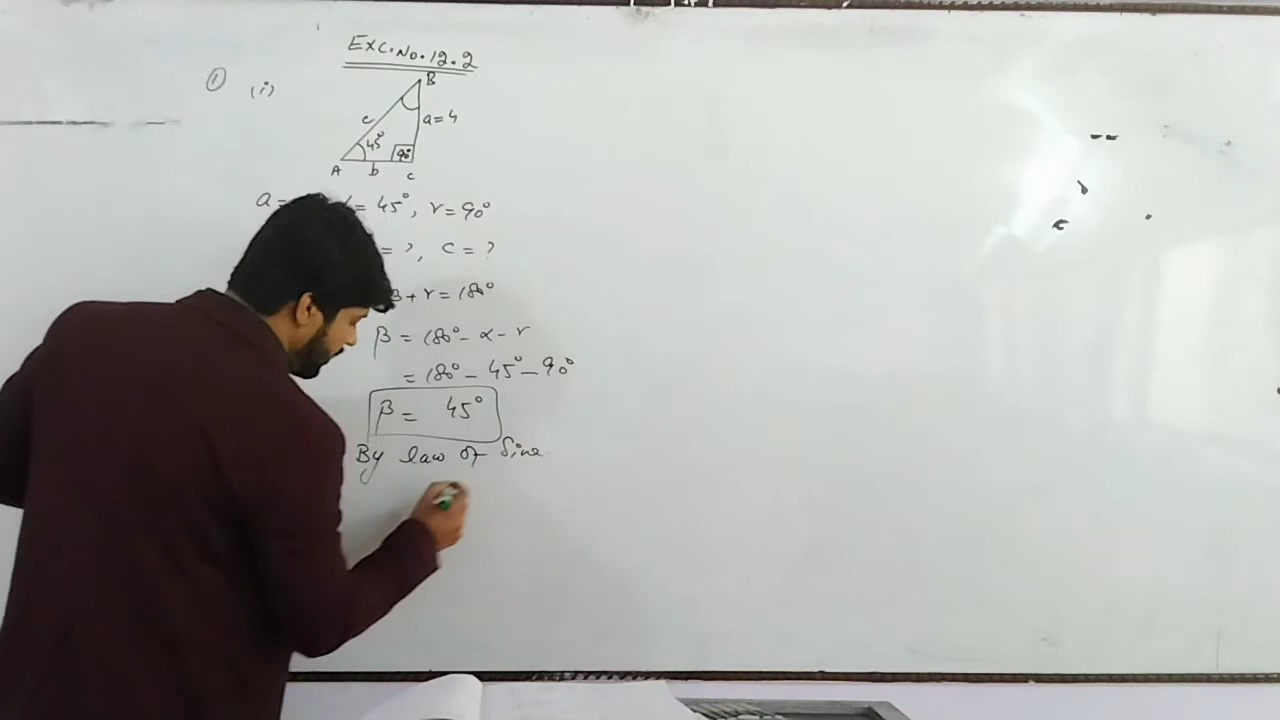 Exc.No.12.2
① (i)
B
c
a=4
45°
90°
A
b
c
a= = 45°, γ=90°
= ?, c = ?
β+γ=180°
β = 180°-α-γ
= 180°-45°-90°
β = 45°
By law of Sine